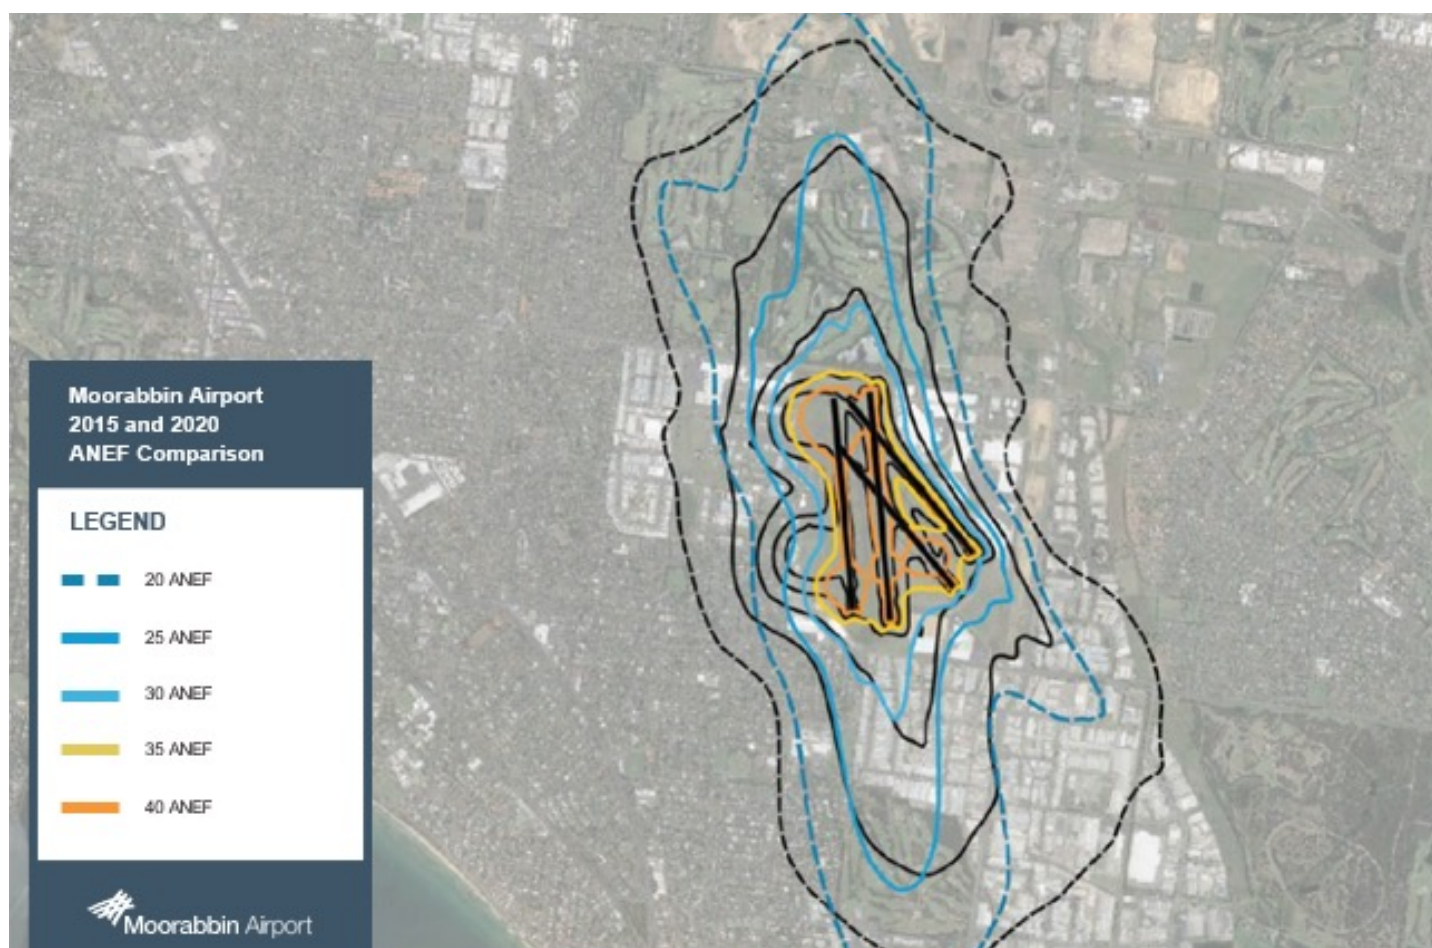 Moorabbin Airport
2015 and 2020
ANEF Comparison
LEGEND
20 ANEF
25 ANEF
30 ANEF
35 ANEF
40 ANEF
Moorabbin Airport